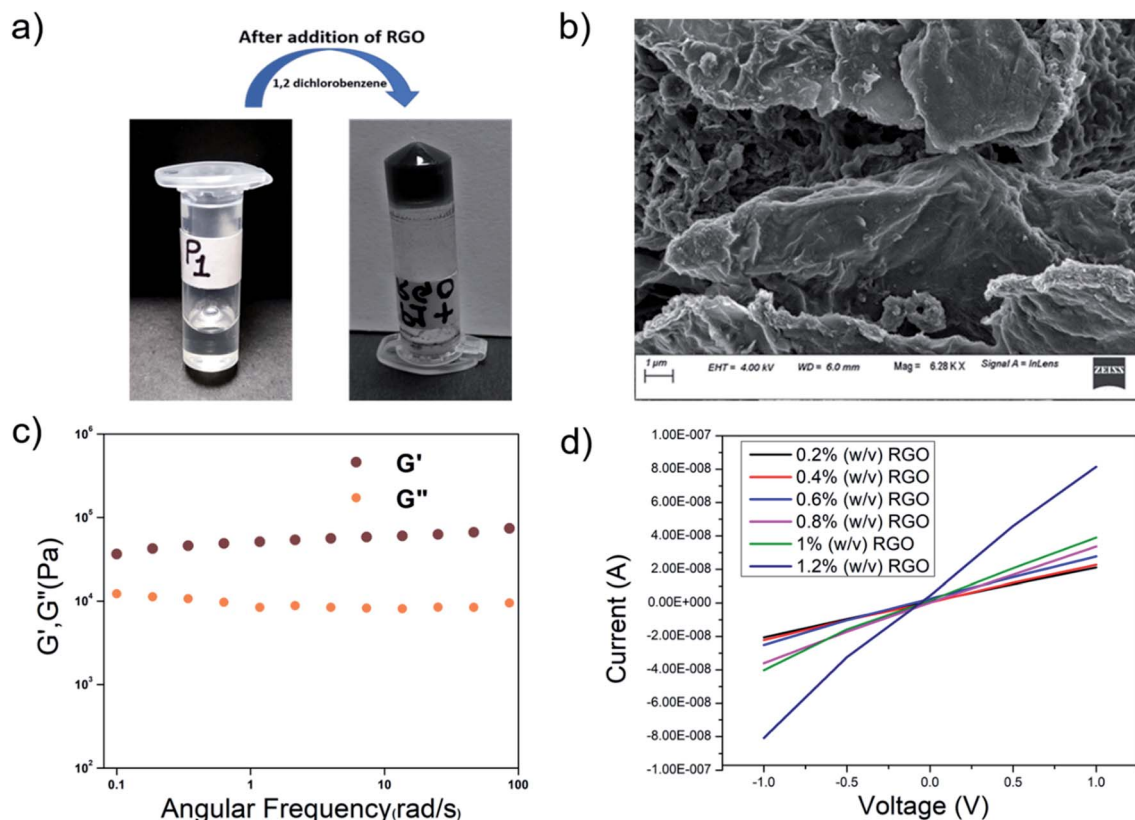 a)
After addition of RGO
1,2 dichlorobenzene
P1
b)
1 μm
EHT = 4.00 kV
WD = 6.0 mm
Mag = 6.28 K X
Signal A = InLens
ZEISS
c)
10⁶
10⁵
10⁴
10³
10²
G',G"(Pa)
G'
G"
0.1
1
10
100
Angular Frequency(rad/s)
d)
1.00E-007
8.00E-008
6.00E-008
4.00E-008
2.00E-008
0.00E+000
-2.00E-008
-4.00E-008
-6.00E-008
-8.00E-008
-1.00E-007
Current (A)
0.2% (w/v) RGO
0.4% (w/v) RGO
0.6% (w/v) RGO
0.8% (w/v) RGO
1% (w/v) RGO
1.2% (w/v) RGO
-1.0
-0.5
0.0
0.5
1.0
Voltage (V)